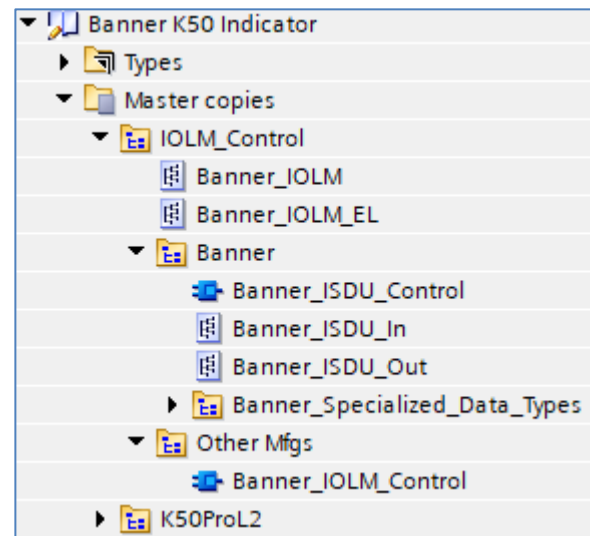 Banner K50 Indicator
Types
Master copies
IOLM_Control
Banner_IOLM
Banner_IOLM_EL
Banner
Banner_ISDU_Control
Banner_ISDU_In
Banner_ISDU_Out
Banner_Specialized_Data_Types
Other Mfgs
Banner_IOLM_Control
K50ProL2